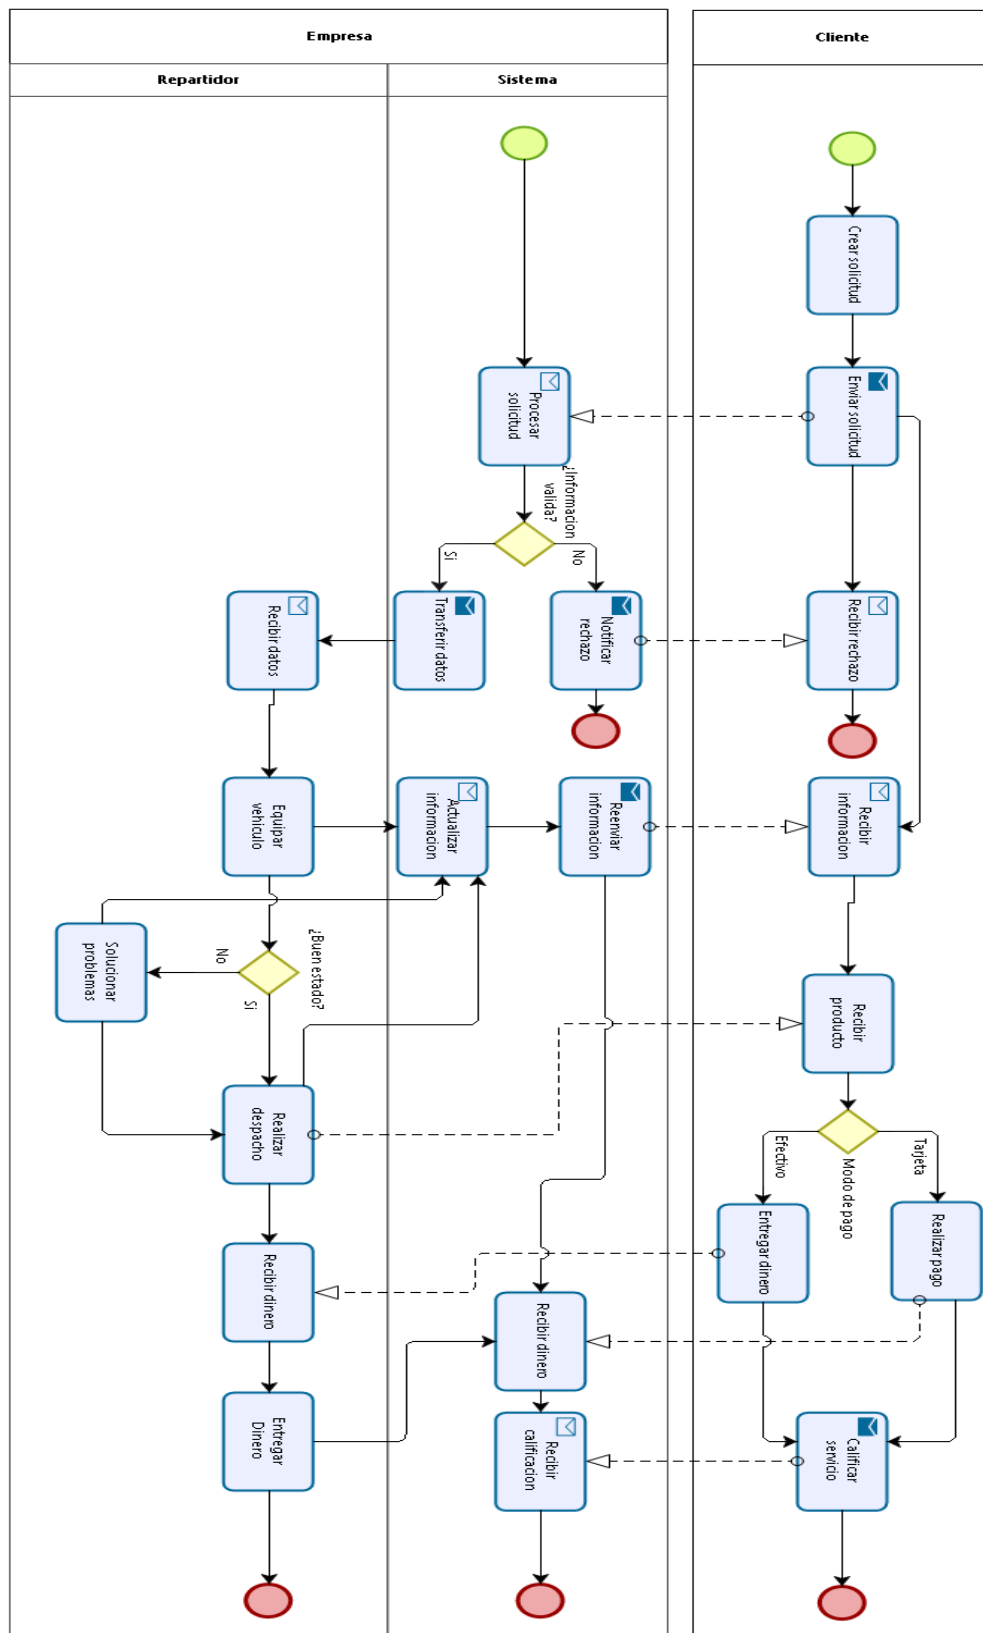 Empresa
Cliente
Repartidor
Sistema
Crear solicitud
Enviar solicitud
Procesar
solicitud
¿Informacion
valida?
Si
No
Recibir datos
Transferir datos
Notificar
rechazo
Recibir rechazo
Equipar
vehiculo
Actualizar
informacion
Reenviar
informacion
Recibir
informacion
¿Buen estado?
No
Si
Solucionar
problemas
Recibir
producto
Realizar
despacho
Modo de pago
Efectivo
Tarjeta
Entregar dinero
Realizar pago
Recibir dinero
Recibir dinero
Entregar
Dinero
Recibir
calificacion
Calificar
servicio